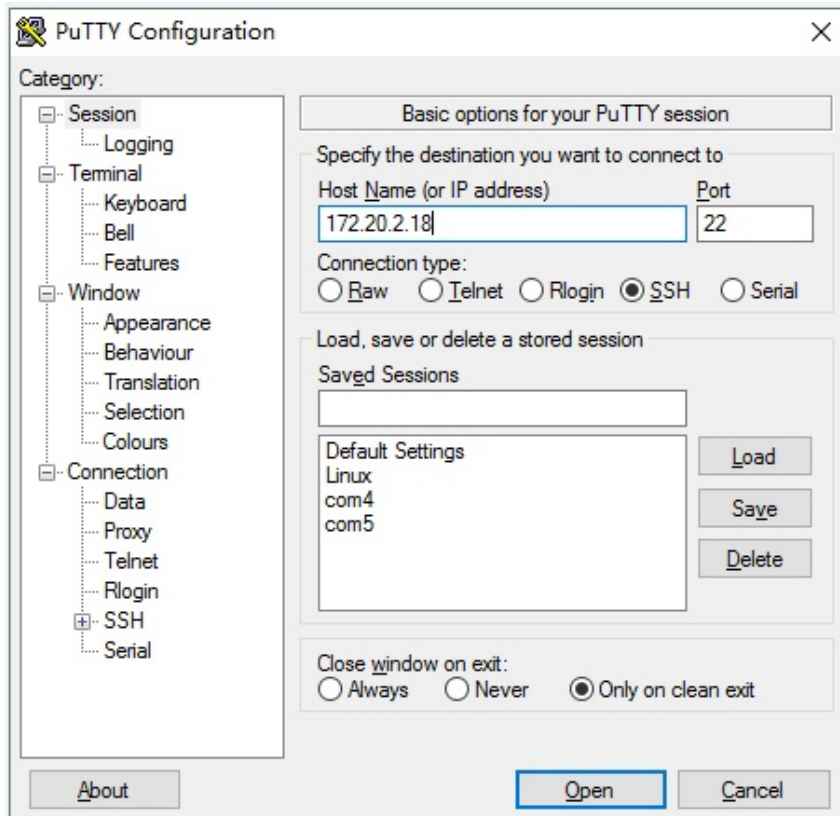 PuTTY Configuration
Category:
Session
Logging
Terminal
Keyboard
Bell
Features
Window
Appearance
Behaviour
Translation
Selection
Colours
Connection
Data
Proxy
Telnet
Rlogin
SSH
Serial
Basic options for your PuTTY session
Specify the destination you want to connect to
Host Name (or IP address) Port
172.20.2.18 22
Connection type:
Raw Telnet Rlogin SSH Serial
Load, save or delete a stored session
Saved Sessions
Default Settings
Linux
com4
com5
Load
Save
Delete
Close window on exit:
Always Never Only on clean exit
About Open Cancel